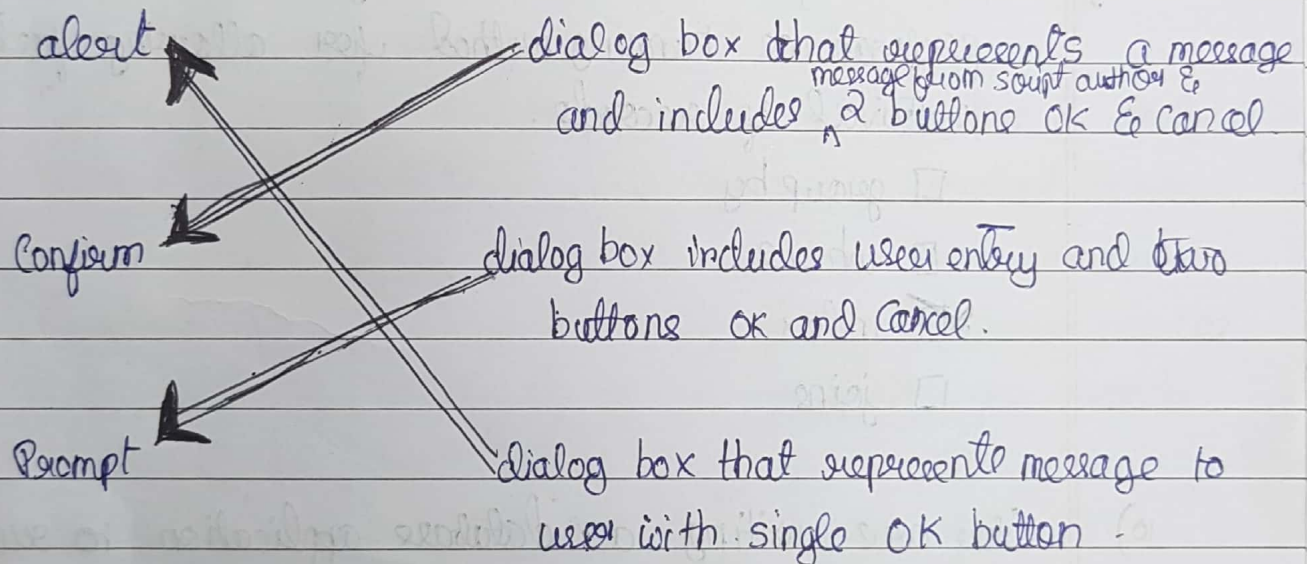 alert dialog box that represents a message
message from script author &
and includes ^ 2 buttons OK & cancel
Confirm dialog box includes user entry and two
buttons OK and Cancel.
Prompt dialog box that represents message to
user with single OK button.